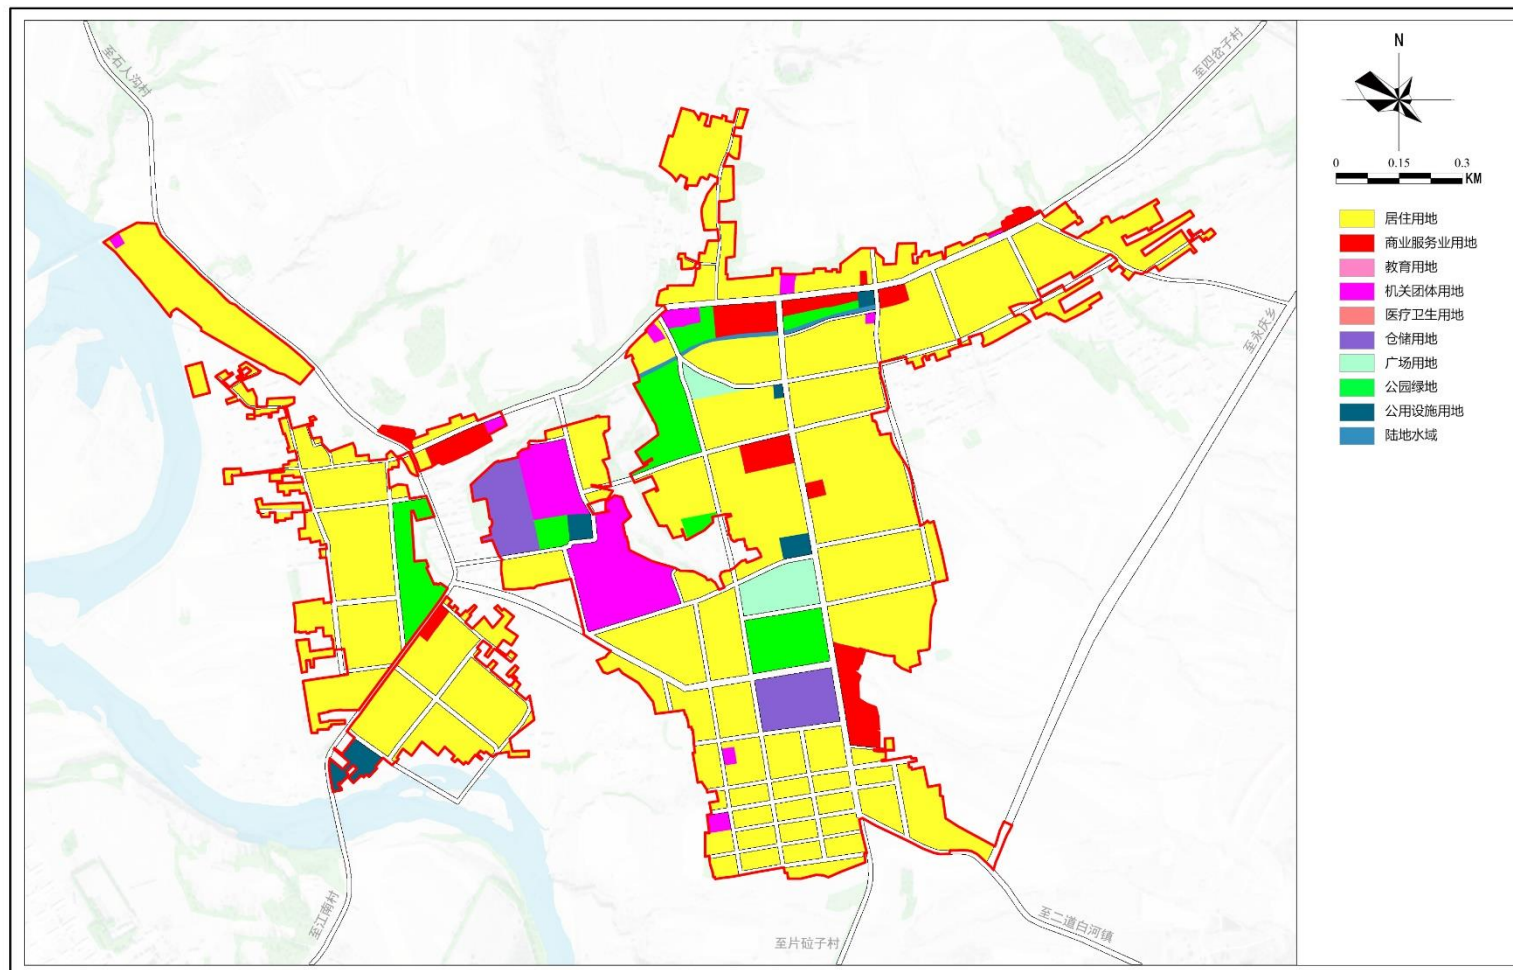 至石人沟村
至四岔子村
N
0 0.15 0.3
KM
居住用地
商业服务业用地
教育用地
机关团体用地
医疗卫生用地
仓储用地
广场用地
公园绿地
公用设施用地
陆地水域
至永庆乡
至江南村
至片砬子村
至二道白河镇